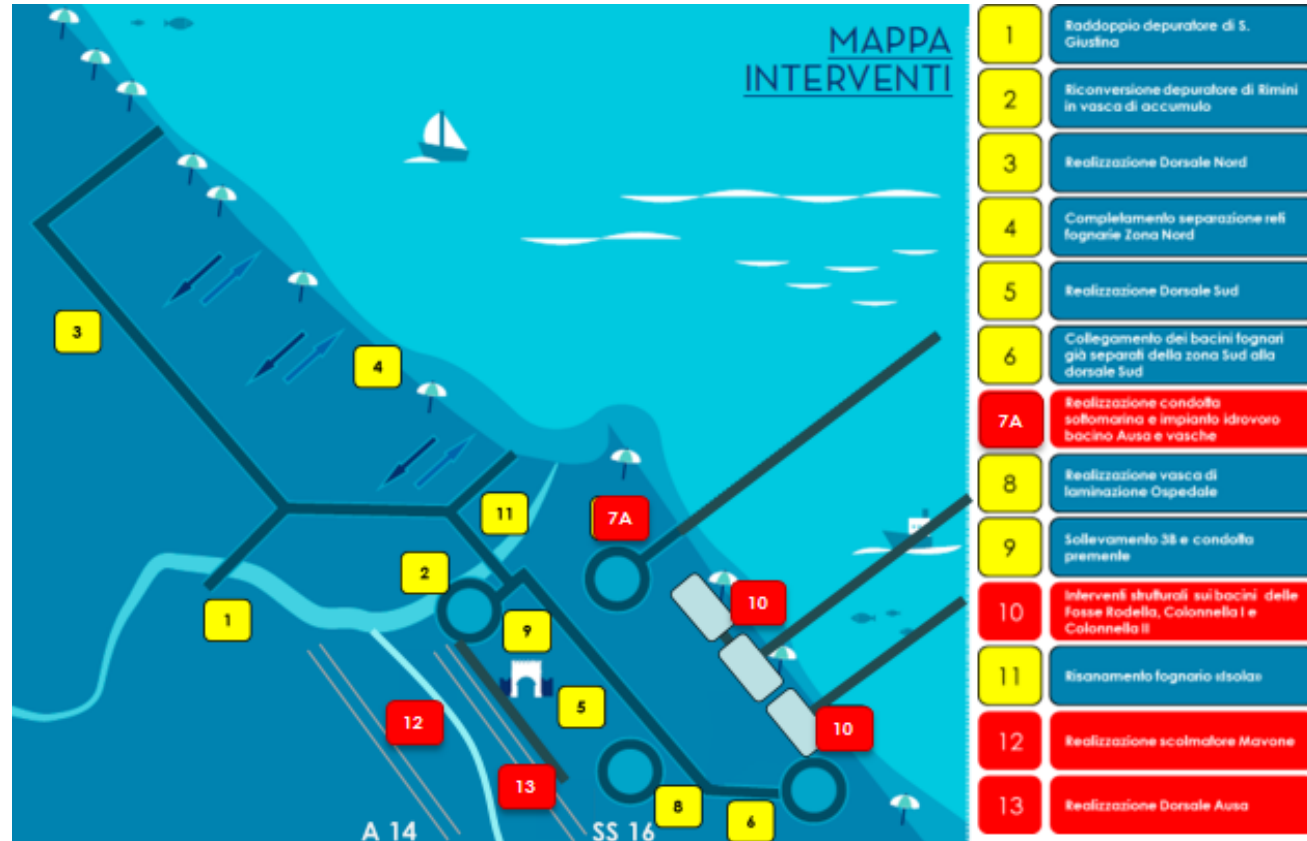 MAPPA
INTERVENTI
3
4
11
7A
2
1
9
10
5
12
10
13
8
6
A 14
SS 16
1
Raddoppio depuratore di S.
Giustina
2
Riconversione depuratore di Rimini
in vasca di accumulo
3
Realizzazione Dorsale Nord
4
Completamento separazione reti
fognarie Zona Nord
5
Realizzazione Dorsale Sud
6
Collegamento dei bacini fognari
già separati della zona Sud alla
dorsale Sud
7A
Realizzazione condotta
sottomarina e impianto idrovoro
bacino Ausa e vasche
8
Realizzazione vasca di
laminazione Ospedale
9
Sollevamento 3B e condotta
premente
10
Interventi strutturali sui bacini delle
Fosse Rodella, Colonnella I e
Colonnella II
11
Risanamento fognario «Isola»
12
Realizzazione scolmatore Mavone
13
Realizzazione Dorsale Ausa